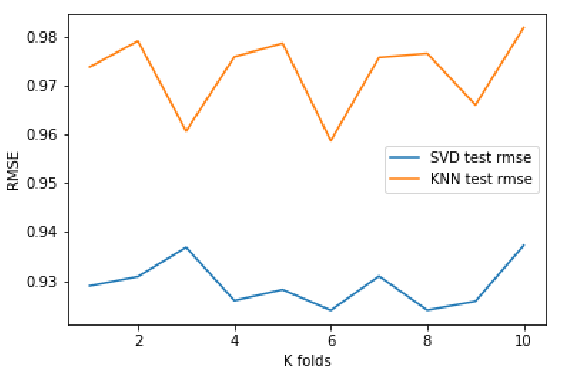 0.98
0.97
0.96
0.95
0.94
0.93
RMSE
SVD test rmse
KNN test rmse
2 4 6 8 10
K folds